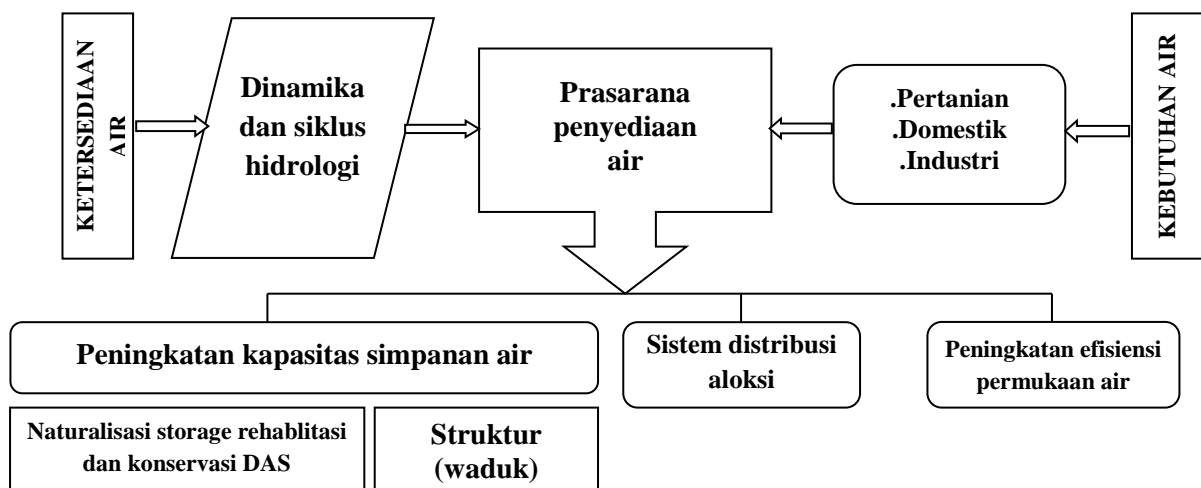 KETERSEDIAAN
AIR
Dinamika
dan siklus
hidrologi
Prasarana
penyediaan
air
.Pertanian
.Domestik
.Industri
KEBUTUHAN AIR
Peningkatan kapasitas simpanan air
Sistem distribusi
aloksi
Peningkatan efisiensi
permukaan air
Naturalisasi storage rehablitasi
dan konservasi DAS
Struktur
(waduk)